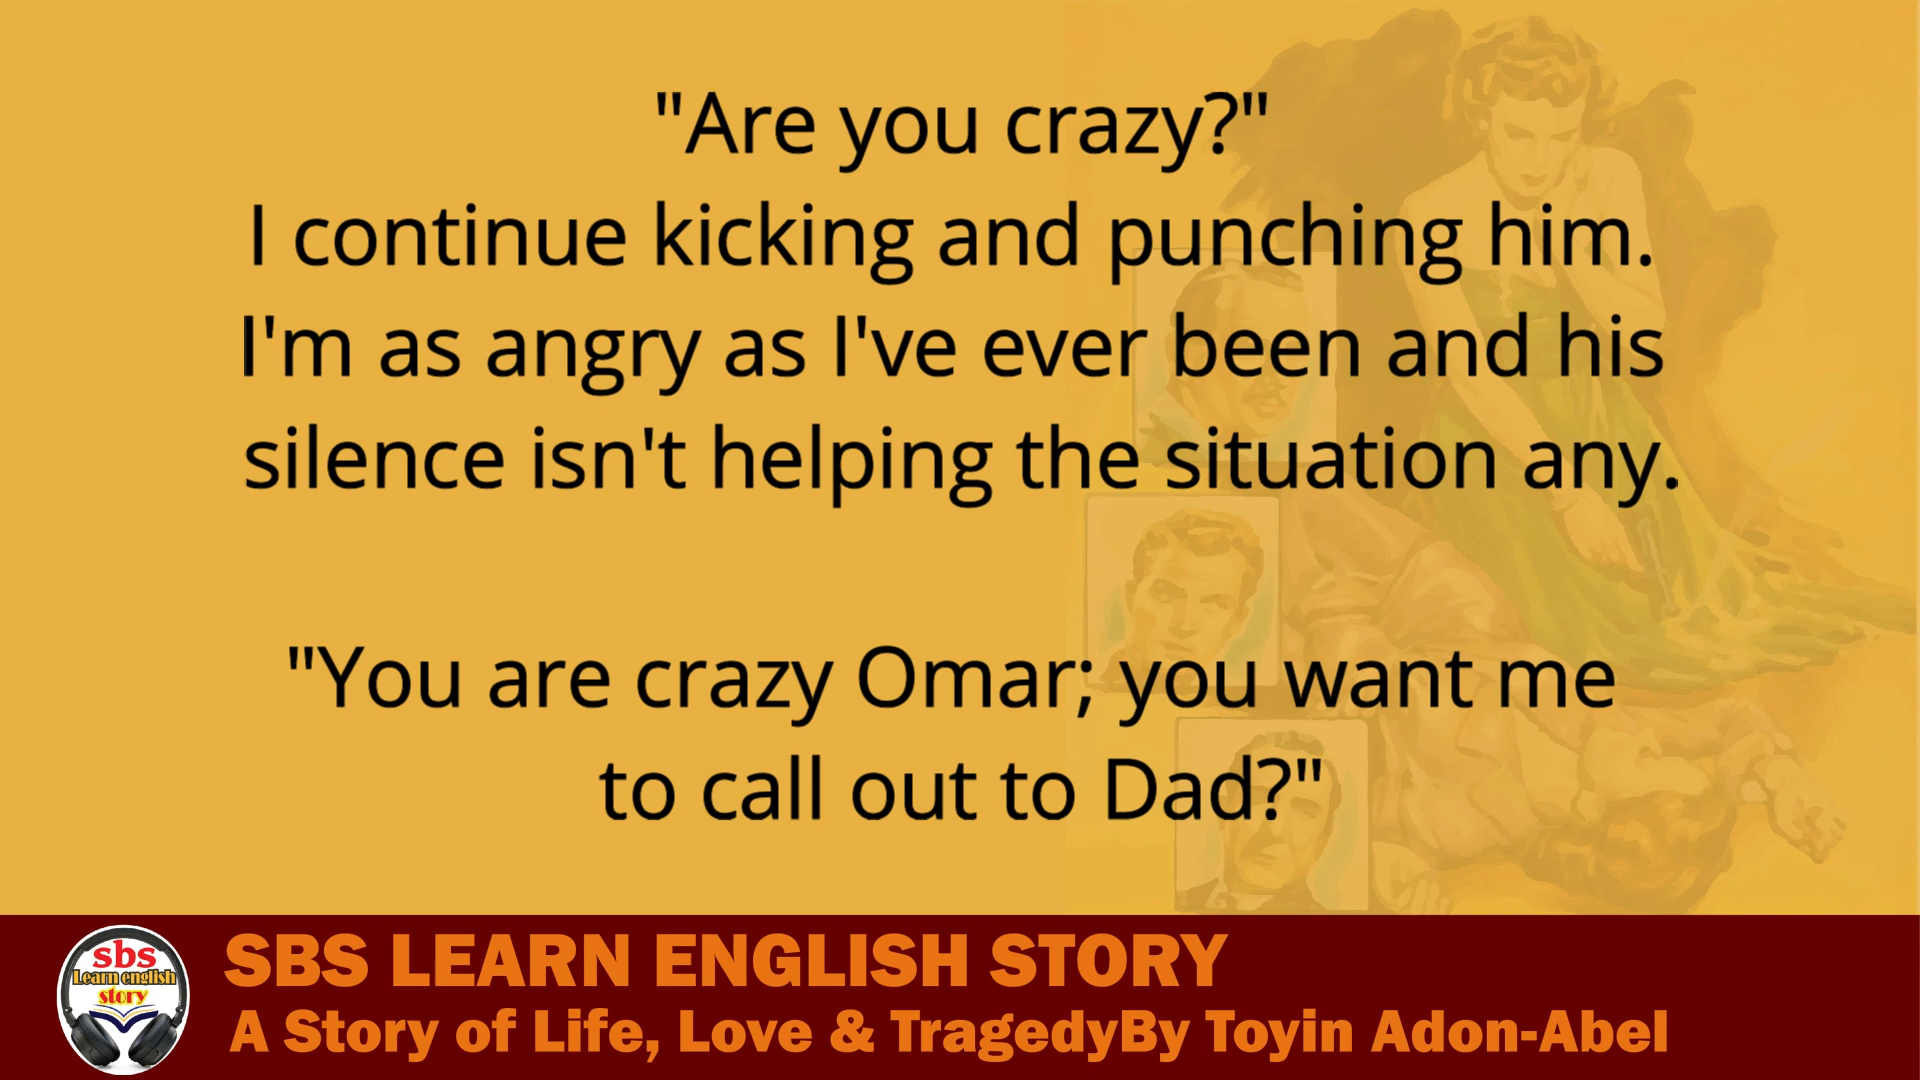 "Are you crazy?"
I continue kicking and punching him.
I'm as angry as I've ever been and his
silence isn't helping the situation any.
"You are crazy Omar; you want me
to call out to Dad?"
sbs
Learn english
story
SBS LEARN ENGLISH STORY
A Story of Life, Love & TragedyBy Toyin Adon-Abel